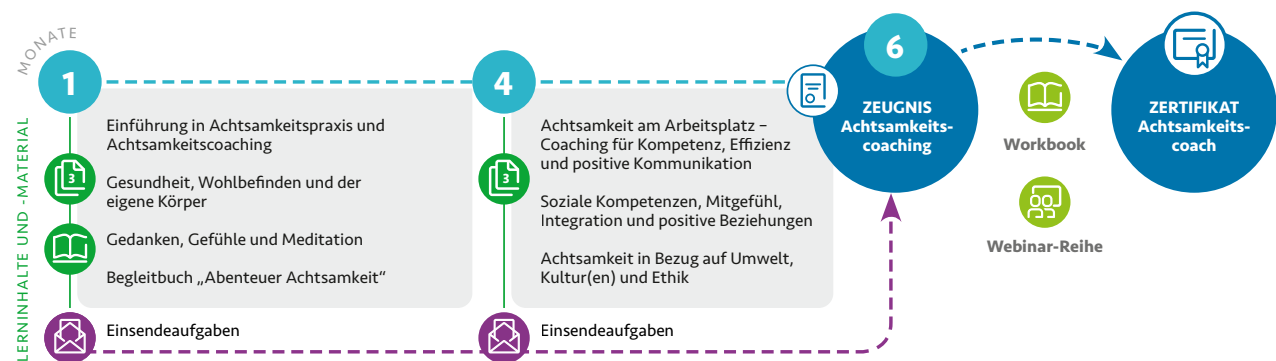 MONATE
LERNINHALTE UND -MATERIAL
1
Einführung in Achtsamkeitspraxis und
Achtsamkeitscoaching
3
Gesundheit, Wohlbefinden und der
eigene Körper
Gedanken, Gefühle und Meditation
Begleitbuch „Abenteuer Achtsamkeit“
Einsendeaufgaben
4
Achtsamkeit am Arbeitsplatz –
Coaching für Kompetenz, Effizienz
und positive Kommunikation
3
Soziale Kompetenzen, Mitgefühl,
Integration und positive Beziehungen
Achtsamkeit in Bezug auf Umwelt,
Kultur(en) und Ethik
Einsendeaufgaben
6
ZEUGNIS
Achtsamkeits-
coaching
Workbook
Webinar-Reihe
ZERTIFIKAT
Achtsamkeits-
coach